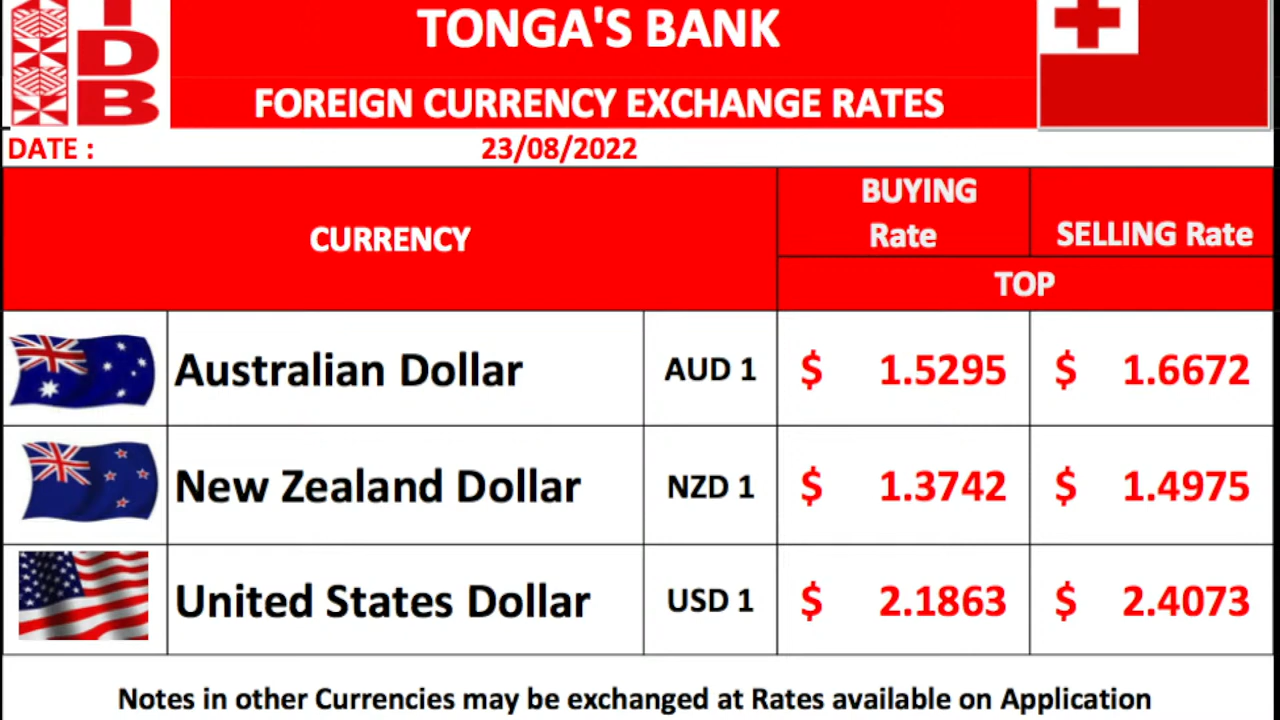 TDB
TONGA'S BANK
FOREIGN CURRENCY EXCHANGE RATES
DATE : 23/08/2022
CURRENCY
BUYING
Rate
SELLING Rate
TOP
Australian Dollar AUD 1 $ 1.5295 $ 1.6672
New Zealand Dollar NZD 1 $ 1.3742 $ 1.4975
United States Dollar USD 1 $ 2.1863 $ 2.4073
Notes in other Currencies may be exchanged at Rates available on Application